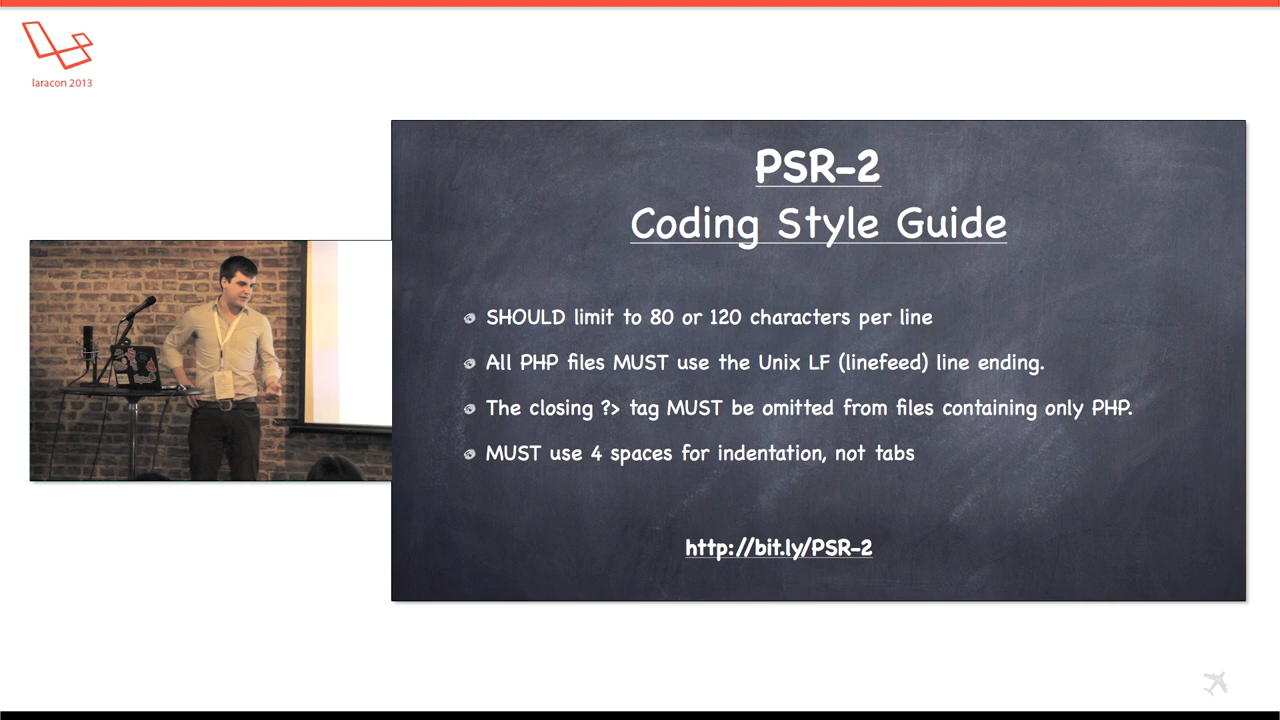 laracon 2013
PSR-2
Coding Style Guide
SHOULD limit to 80 or 120 characters per line
All PHP files MUST use the Unix LF (linefeed) line ending.
The closing ?> tag MUST be omitted from files containing only PHP.
MUST use 4 spaces for indentation, not tabs
http://bit.ly/PSR-2